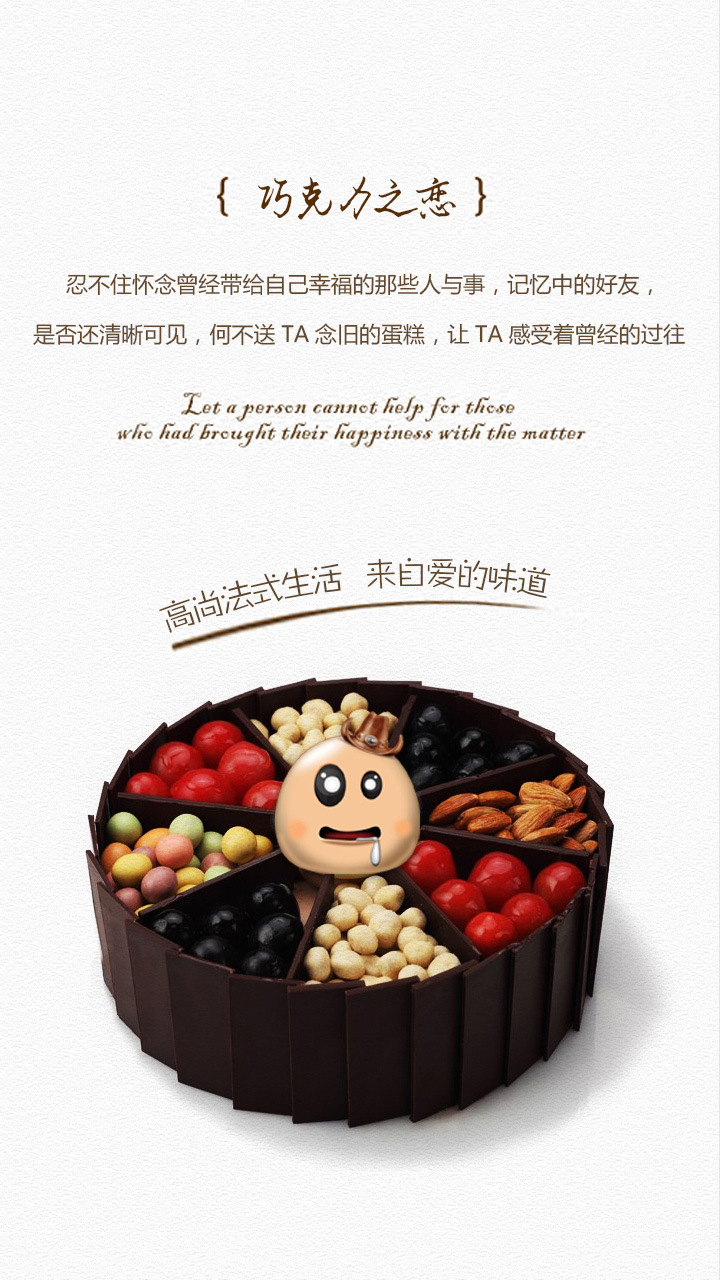 { 巧克力之恋 }
忍不住怀念曾经带给自己幸福的那些人与事，记忆中的好友，
是否还清晰可见，何不送 TA 念旧的蛋糕，让 TA 感受着曾经的过往
Let a person cannot help for those
who had brought their happiness with the matter
高尚法式生活 来自爱的味道